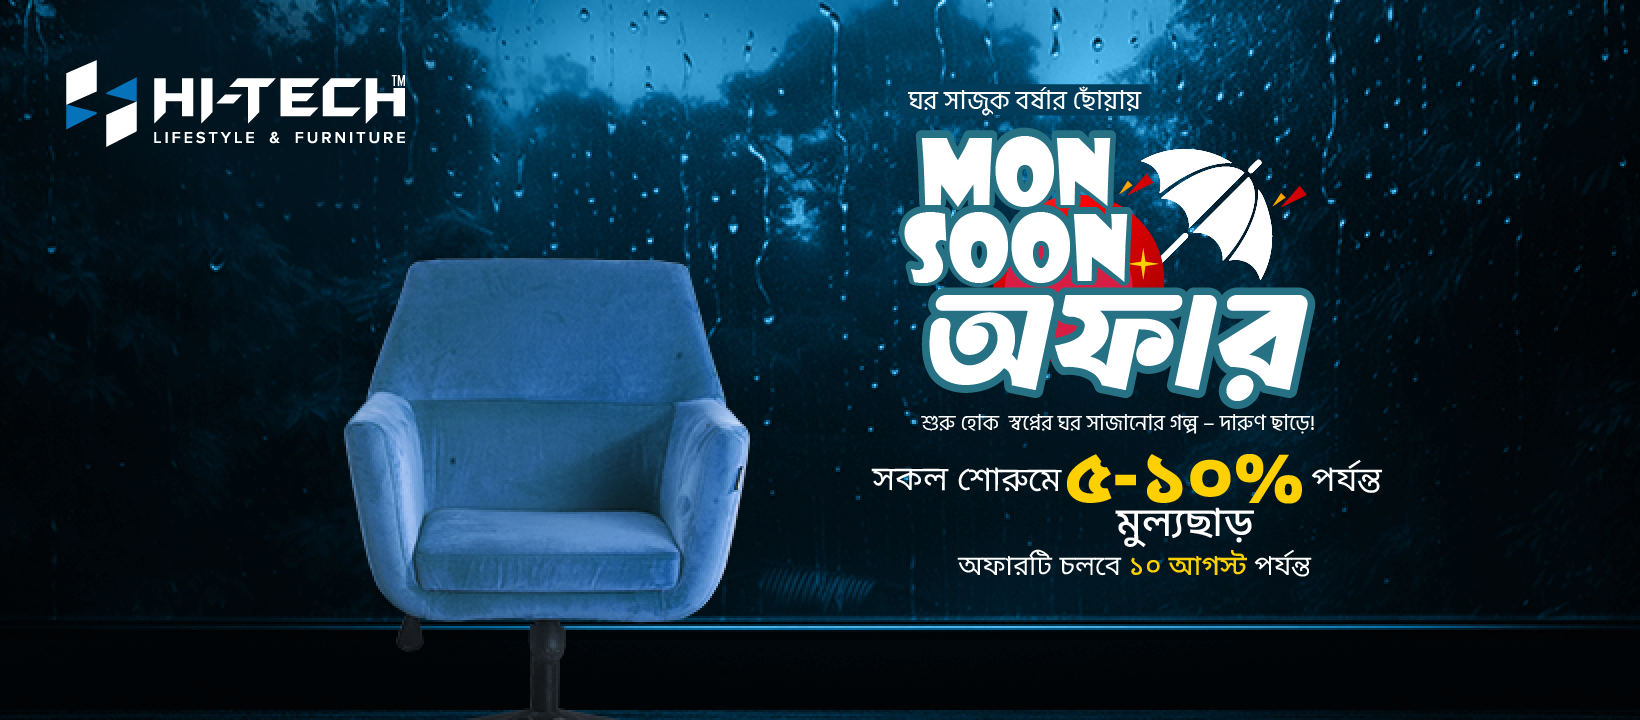 HI-TECH™
LIFESTYLE & FURNITURE
ঘর সাজুক বর্ষার ছোঁয়ায়
MON
SOON
অফার
শুরু হোক স্বপ্নের ঘর সাজানোর গল্প – দারুণ ছাড়ে!
সকল শোরুমে ৫-১০% পর্যন্ত
মুল্যছাড়
অফারটি চলবে ১০ আগস্ট পর্যন্ত